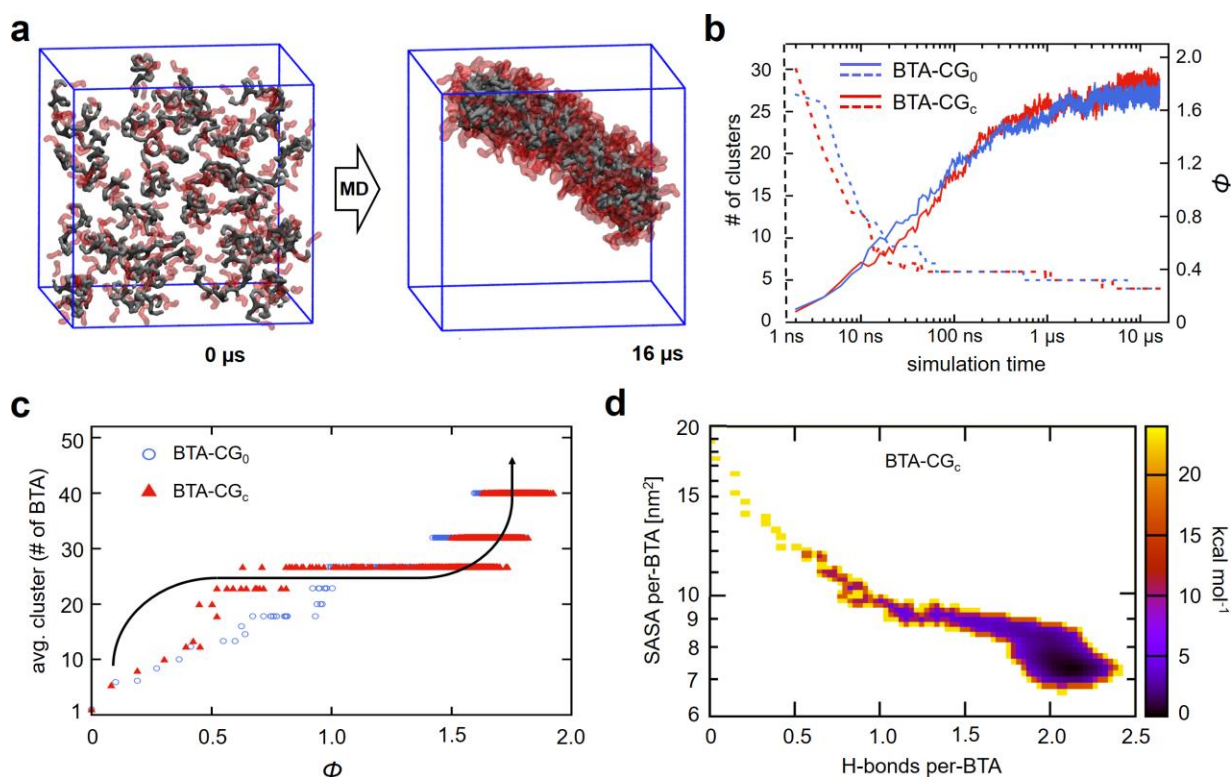 a
MD
0 μs
16 μs
b
BTA-CG0
BTA-CGc
# of clusters
30
25
20
15
10
5
0
2.0
1.6
1.2
0.8
0.4
0
Φ
1 ns
10 ns
100 ns
1 μs
10 μs
simulation time
c
BTA-CG0
BTA-CGc
avg. cluster (# of BTA)
50
40
30
20
10
1
0
0.5
1.0
1.5
2.0
Φ
d
BTA-CGc
SASA per-BTA [nm²]
20
15
10
9
8
7
6
0
0.5
1.0
1.5
2.0
2.5
H-bonds per-BTA
20
15
10
5
0
kcal mol⁻¹